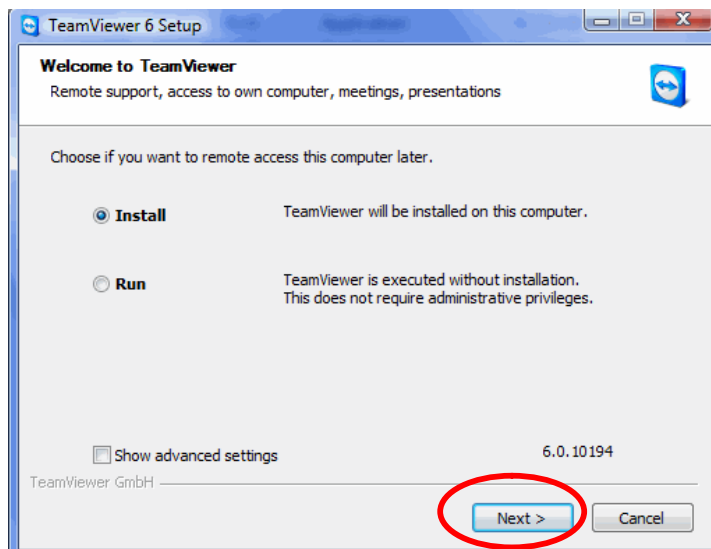 TeamViewer 6 Setup
Welcome to TeamViewer
Remote support, access to own computer, meetings, presentations
Choose if you want to remote access this computer later.
Install TeamViewer will be installed on this computer.
Run TeamViewer is executed without installation.
This does not require administrative privileges.
Show advanced settings 6.0.10194
TeamViewer GmbH
Next > Cancel